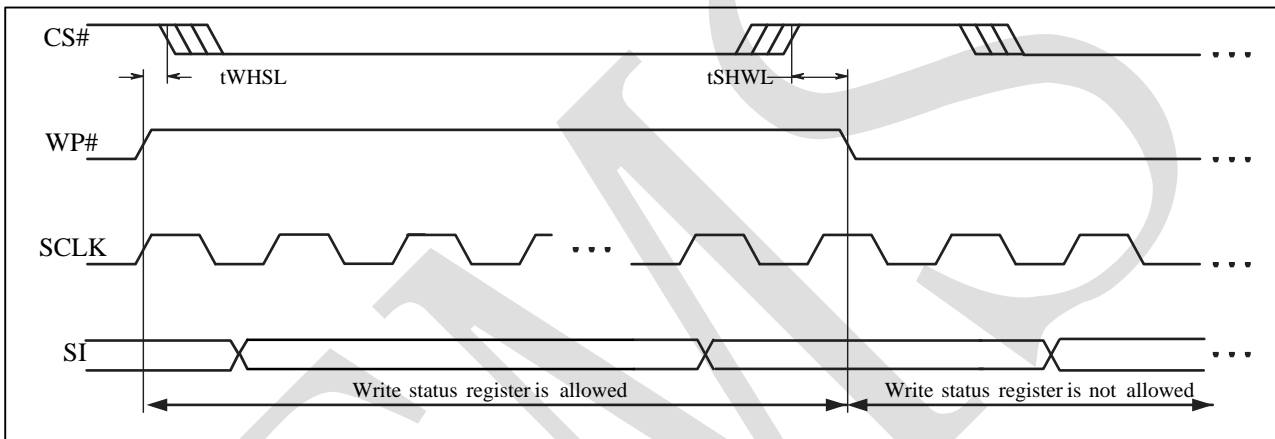 CS#
tWHSL
tSHWL
WP#
SCLK
SI
Write status register is allowed
Write status register is not allowed